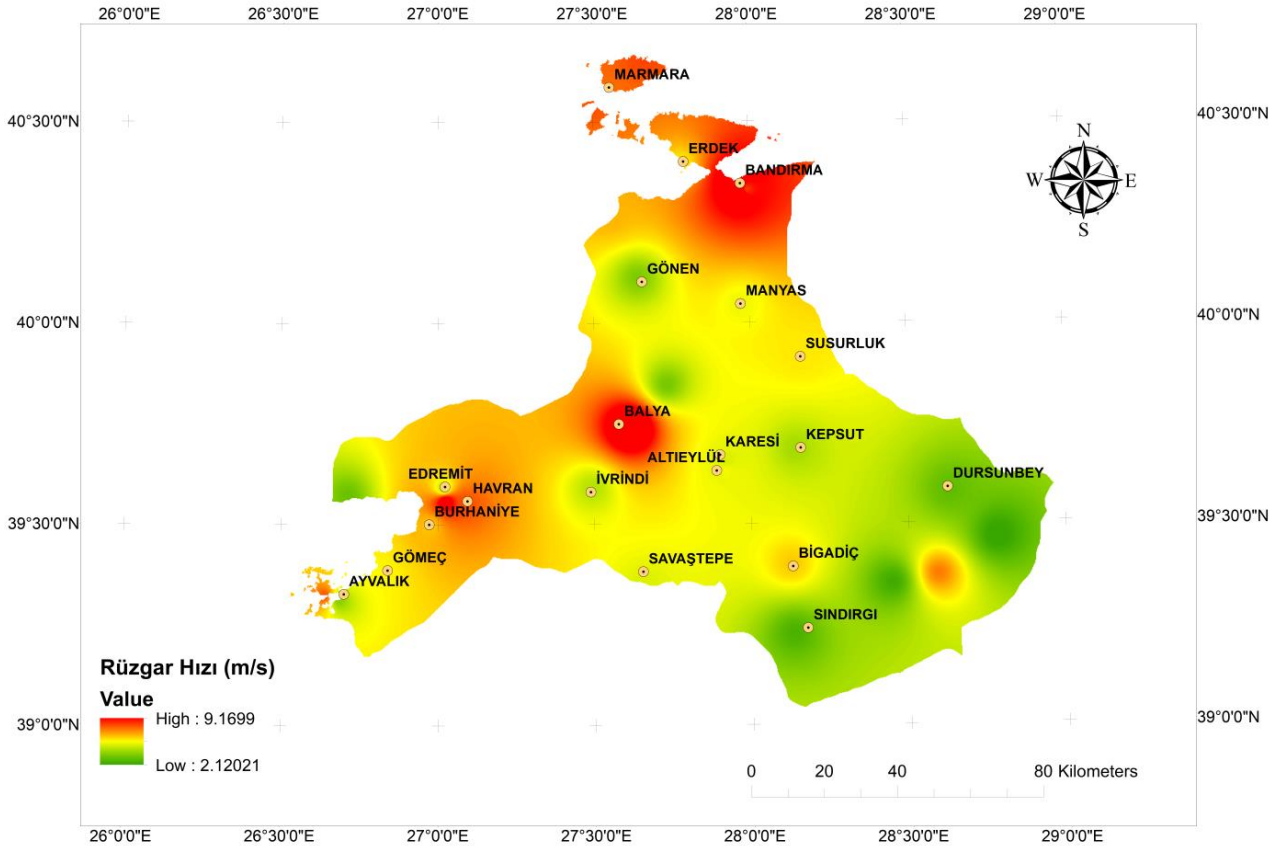 26°0'0"E 26°30'0"E 27°0'0"E 27°30'0"E 28°0'0"E 28°30'0"E 29°0'0"E
MARMARA
40°30'0"N 40°30'0"N
N
ERDEK
BANDIRMA
W E
S
GÖNEN
MANYAS
40°0'0"N 40°0'0"N
SUSURLUK
BALYA
KARESİ KEPSUT
ALTIEYLÜL
EDREMİT İVRİNDİ DURSUNBEY
HAVRAN
BURHANİYE
39°30'0"N 39°30'0"N
GÖMEÇ SAVAŞTEPE BİGADİÇ
AYVALIK
SINDIRGI
Rüzgar Hızı (m/s)
Value
High : 9.1699
39°0'0"N 39°0'0"N
Low : 2.12021
0 20 40 80 Kilometers
26°0'0"E 26°30'0"E 27°0'0"E 27°30'0"E 28°0'0"E 28°30'0"E 29°0'0"E